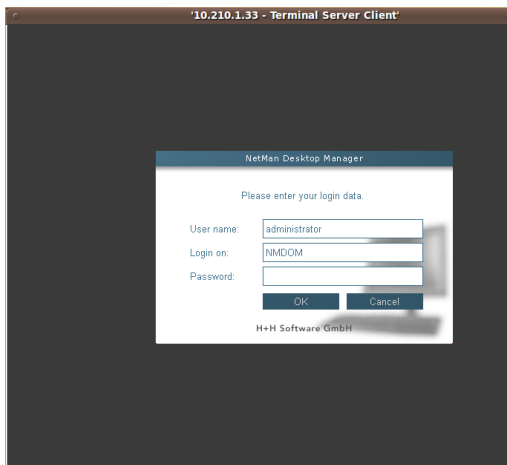 '10.210.1.33 - Terminal Server Client'
NetMan Desktop Manager
Please enter your login data.
User name: administrator
Login on: NMDOM
Password:
OK Cancel
H+H Software GmbH